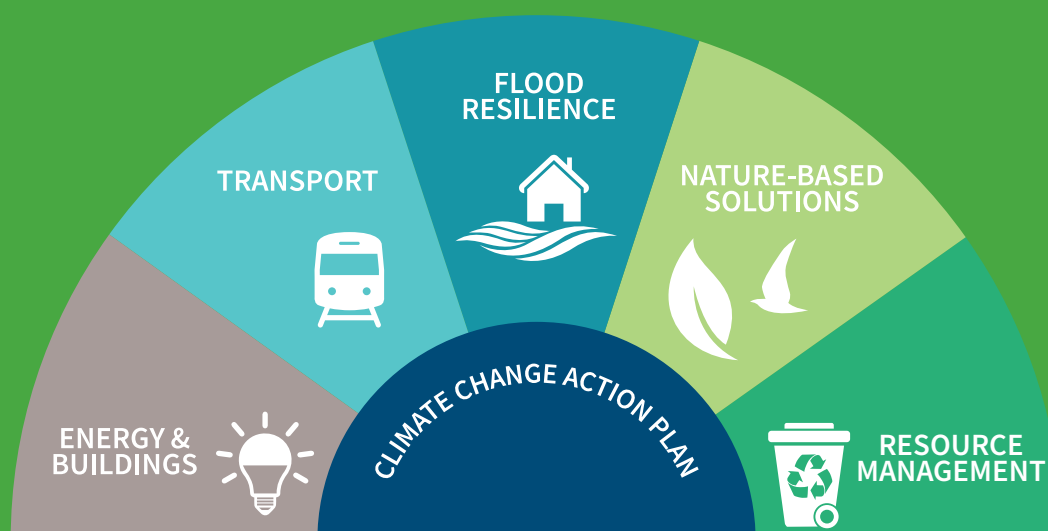 FLOOD
RESILIENCE
TRANSPORT
NATURE-BASED
SOLUTIONS
ENERGY &
BUILDINGS
CLIMATE CHANGE ACTION PLAN
RESOURCE
MANAGEMENT